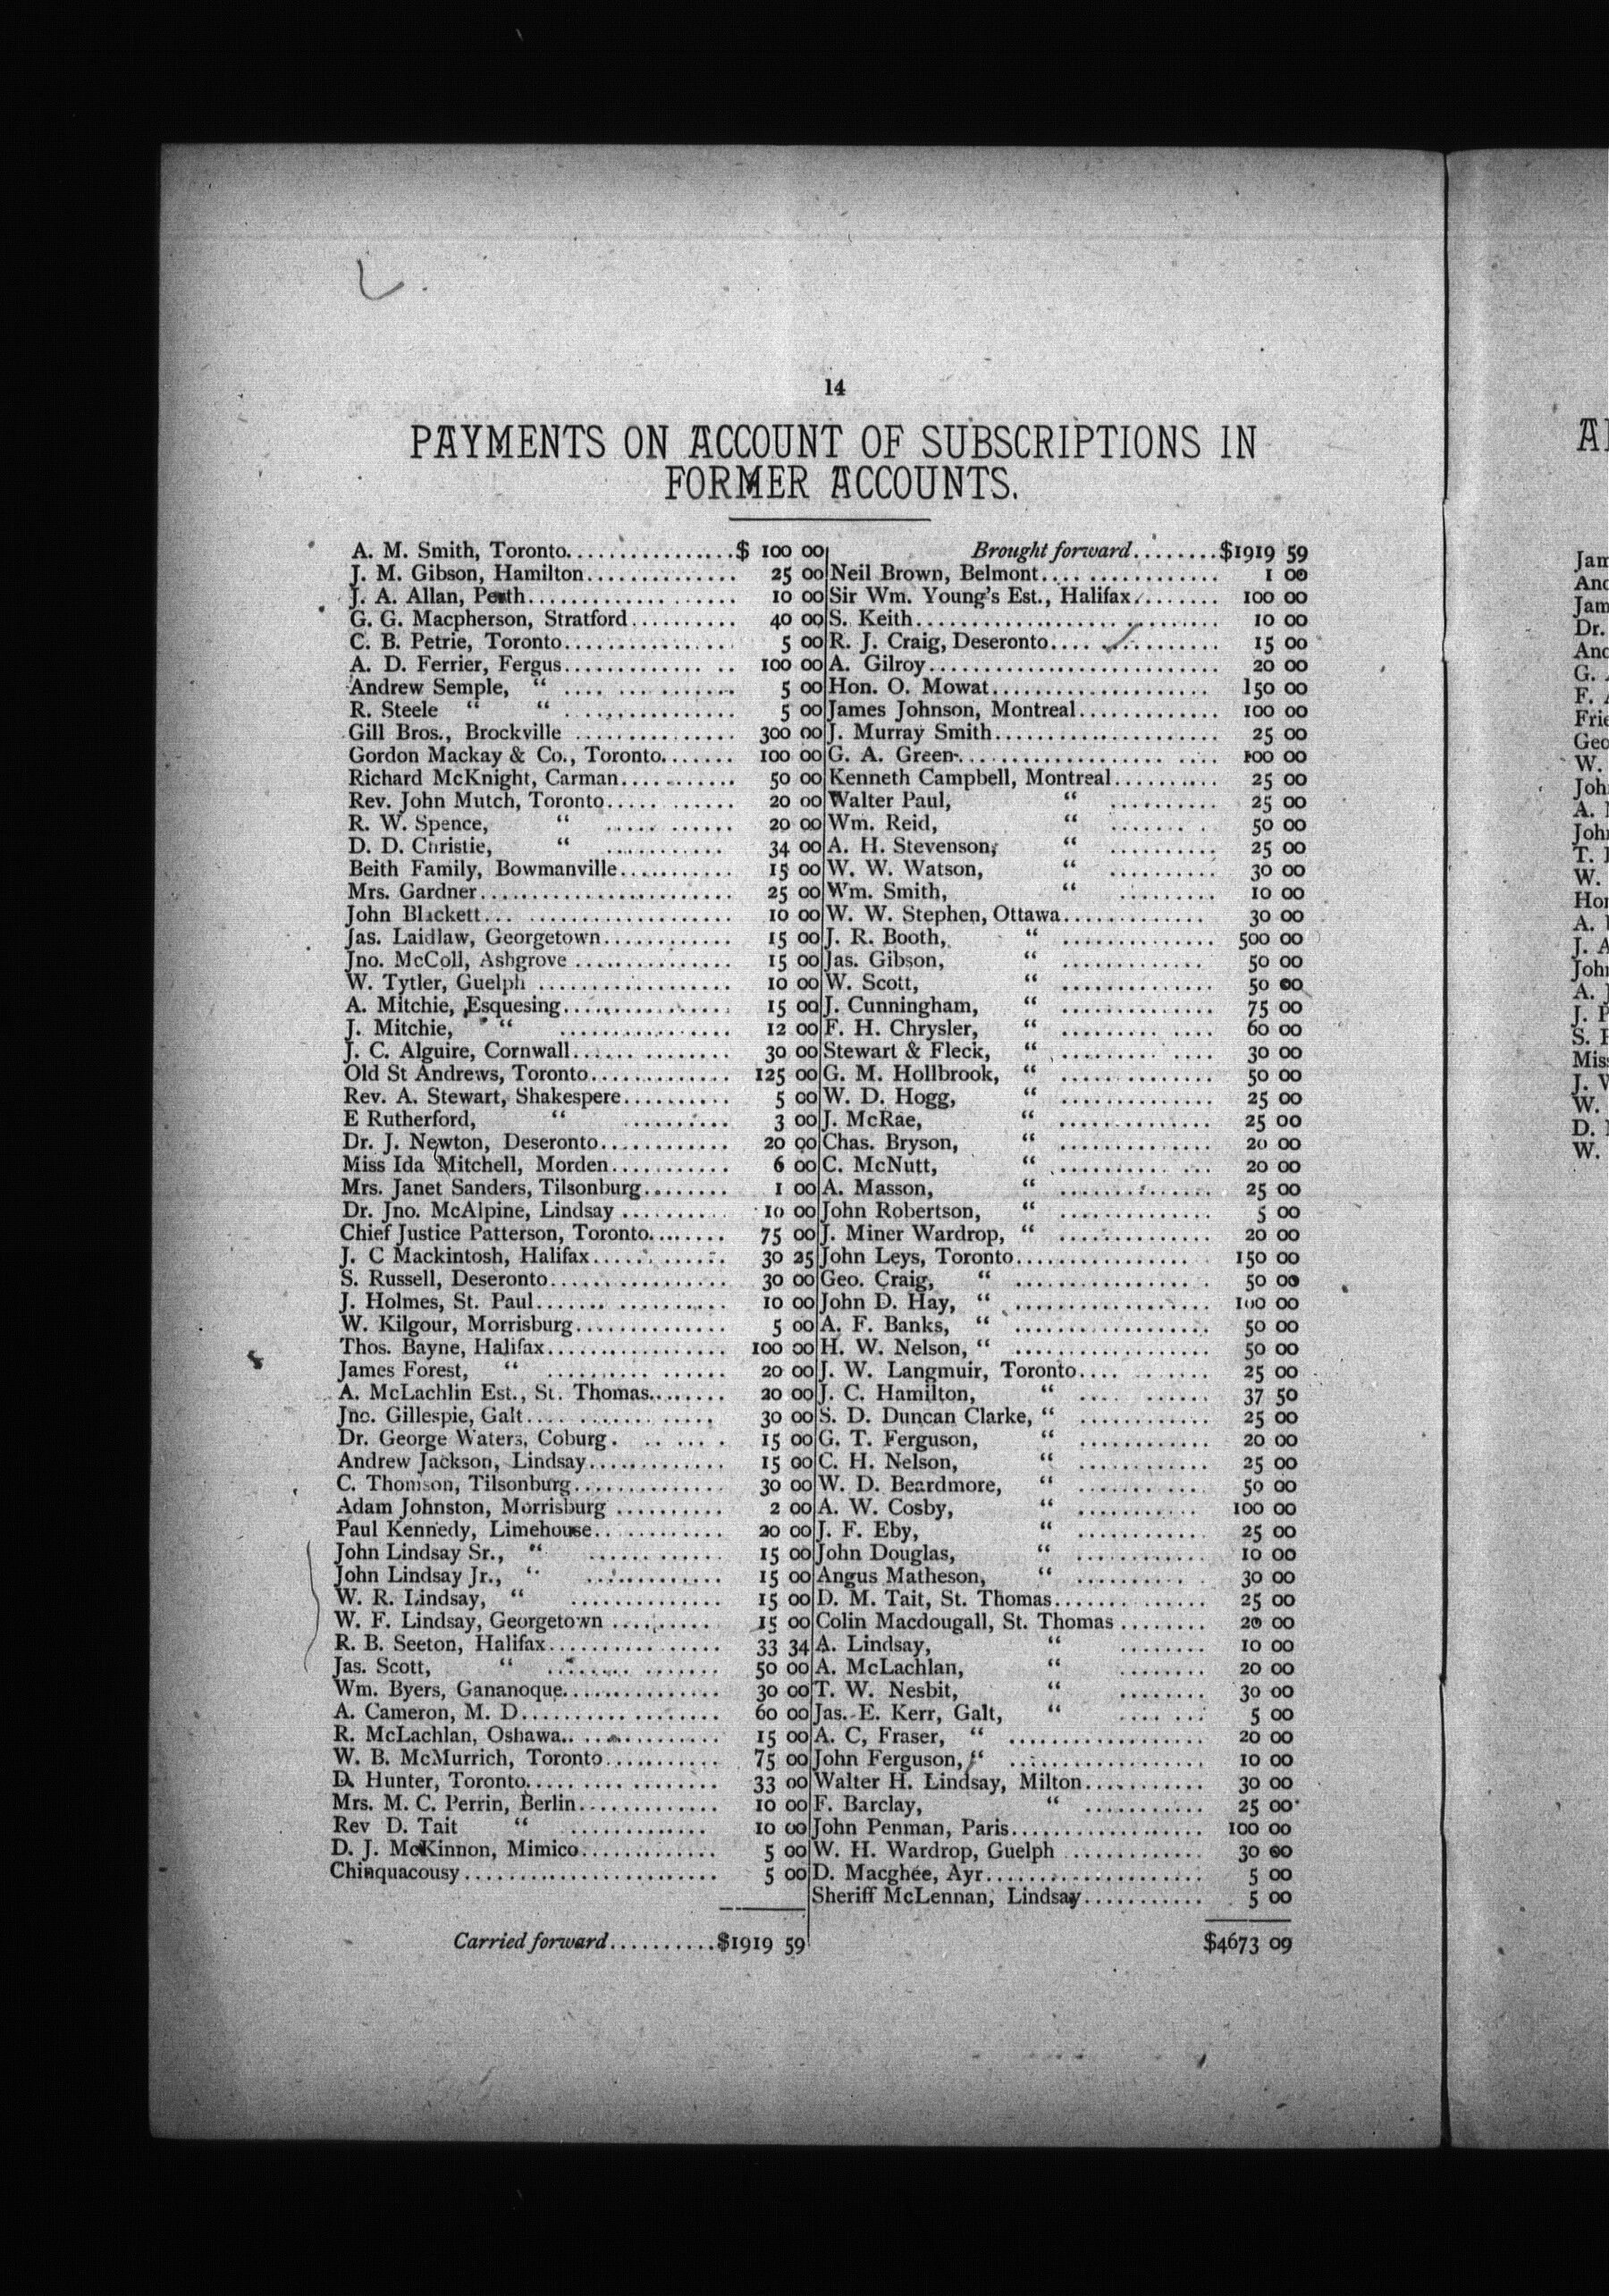 14
PAYMENTS ON ACCOUNT OF SUBSCRIPTIONS IN
FORMER ACCOUNTS.
A. M. Smith, Toronto................$ 100 00
J. M. Gibson, Hamilton.............. 25 00
J. A. Allan, Perth.................... 10 00
G. G. Macpherson, Stratford.......... 40 00
C. B. Petrie, Toronto................ 5 00
A. D. Ferrier, Fergus............. .. 100 00
Andrew Semple, “ .... ... ........ 5 00
R. Steele “ “ ................ 5 00
Gill Bros., Brockville ............... 300 00
Gordon Mackay & Co., Toronto....... 100 00
Richard McKnight, Carman........... 50 00
Rev. John Mutch, Toronto..... ...... 20 00
R. W. Spence, “ ..... ...... 20 00
D. D. Christie, “ ........... 34 00
Beith Family, Bowmanville........... 15 00
Mrs. Gardner........................ 25 00
John Blackett... ................... 10 00
Jas. Laidlaw, Georgetown............ 15 00
Jno. McColl, Ashgrove ............... 15 00
W. Tytler, Guelph .................. 10 00
A. Mitchie, Esquesing................ 15 00
J. Mitchie, “ ................ 12 00
J. C. Alguire, Cornwall...... ........ 30 00
Old St Andrews, Toronto............. 125 00
Rev. A. Stewart, Shakespere.......... 5 00
E Rutherford, “ .......... 3 00
Dr. J. Newton, Deseronto............ 20 00
Miss Ida Mitchell, Morden........... 6 00
Mrs. Janet Sanders, Tilsonburg........ 1 00
Dr. Jno. McAlpine, Lindsay .......... 10 00
Chief Justice Patterson, Toronto........ 75 00
J. C Mackintosh, Halifax............. 30 25
S. Russell, Deseronto................. 30 00
J. Holmes, St. Paul....... ........... 10 00
W. Kilgour, Morrisburg.............. 5 00
Thos. Bayne, Halifax................. 100 00
James Forest, “ .......... ...... 20 00
A. McLachlin Est., St. Thomas........ 20 00
Jno. Gillespie, Galt.... ............. 30 00
Dr. George Waters, Coburg. ....... . 15 00
Andrew Jackson, Lindsay............. 15 00
C. Thomson, Tilsonburg.............. 30 00
Adam Johnston, Morrisburg .......... 2 00
Paul Kennedy, Limehouse............ 20 00
John Lindsay Sr., “ ...... ...... 15 00
John Lindsay Jr., “ ............. 15 00
W. R. Lindsay, “ .............. 15 00
W. F. Lindsay, Georgetown .......... 15 00
R. B. Seeton, Halifax................. 33 34
Jas. Scott, “ ........ ....... 50 00
Wm. Byers, Gananoque............... 30 00
A. Cameron, M. D.......... ........ 60 00
R. McLachlan, Oshawa.. ............. 15 00
W. B. McMurrich, Toronto........... 75 00
D. Hunter, Toronto..... ... ......... 33 00
Mrs. M. C. Perrin, Berlin............. 10 00
Rev D. Tait “ ............. 10 00
D. J. McKinnon, Mimico............. 5 00
Chinquacousy........................ 5 00
Carried forward..........$1919 59
Brought forward........$1919 59
Neil Brown, Belmont.... ............ 1 00
Sir Wm. Young's Est., Halifax........ 100 00
S. Keith............................. 10 00
R. J. Craig, Deseronto.... ........... 15 00
A. Gilroy............................ 20 00
Hon. O. Mowat..................... 150 00
James Johnson, Montreal............. 100 00
J. Murray Smith..................... 25 00
G. A. Green..................... .... 100 00
Kenneth Campbell, Montreal.......... 25 00
Walter Paul, “ .......... 25 00
Wm. Reid, “ ....... . 50 00
A. H. Stevenson, “ .......... 25 00
W. W. Watson, “ .......... 30 00
Wm. Smith, “ ......... 10 00
W. W. Stephen, Ottawa............. 30 00
J. R. Booth, “ .............. 500 00
Jas. Gibson, “ ............. 50 00
W. Scott, “ .............. 50 00
J. Cunningham, “ .............. 75 00
F. H. Chrysler, “ ......... .... 60 00
Stewart & Fleck, “ ......... .... 30 00
G. M. Hollbrook, “ .............. 50 00
W. D. Hogg, “ .............. 25 00
J. McRae, “ .............. 25 00
Chas. Bryson, “ .............. 20 00
C. McNutt, “ .......... ... 20 00
A. Masson, “ .............. 25 00
John Robertson, “ .............. 5 00
J. Miner Wardrop, “ .............. 20 00
John Leys, Toronto................ 150 00
Geo. Craig, “ ................ . 50 00
John D. Hay, “ .................. 100 00
A. F. Banks, “ .................. 50 00
H. W. Nelson, “ .................. 50 00
J. W. Langmuir, Toronto.... . ..... 25 00
J. C. Hamilton, “ .... ....... 37 50
S. D. Duncan Clarke, “ ............ 25 00
G. T. Ferguson, “ ............ 20 00
C. H. Nelson, “ ............ 25 00
W. D. Beardmore, “ ....... ... 50 00
A. W. Cosby, “ ........... 100 00
J. F. Eby, “ ............ 25 00
John Douglas, “ ............ 10 00
Angus Matheson, “ .......... . 30 00
D. M. Tait, St. Thomas.............. 25 00
Colin Macdougall, St. Thomas ........ 20 00
A. Lindsay, “ ........ 10 00
A. McLachlan, “ ........ 20 00
T. W. Nesbit, “ ........ 30 00
Jas. E. Kerr, Galt, “ .... ... 5 00
A. C, Fraser, “ .................. 20 00
John Ferguson, “ .................. 10 00
Walter H. Lindsay, Milton........... 30 00
F. Barclay, “ ........... 25 00
John Penman, Paris.................. 100 00
W. H. Wardrop, Guelph ............ 30 00
D. Macghee, Ayr.................... 5 00
Sheriff McLennan, Lindsay........... 5 00
$4673 09
Jam
And
Jam
Dr.
And
G.
F.
Frie
Geo
W.
John
A.
John
T.
W.
Hon
A.
J. A
John
A.
J. P
S.
Miss
J.
W.
D.
W.